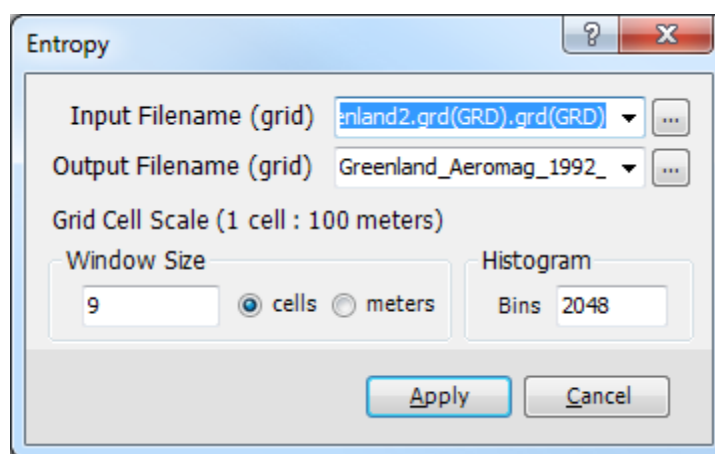 Entropy
Input Filename (grid) enland2.grd(GRD).grd(GRD) ...
Output Filename (grid) Greenland_Aeromag_1992_ ...
Grid Cell Scale (1 cell : 100 meters)
Window Size Histogram
9 cells meters Bins 2048
Apply Cancel